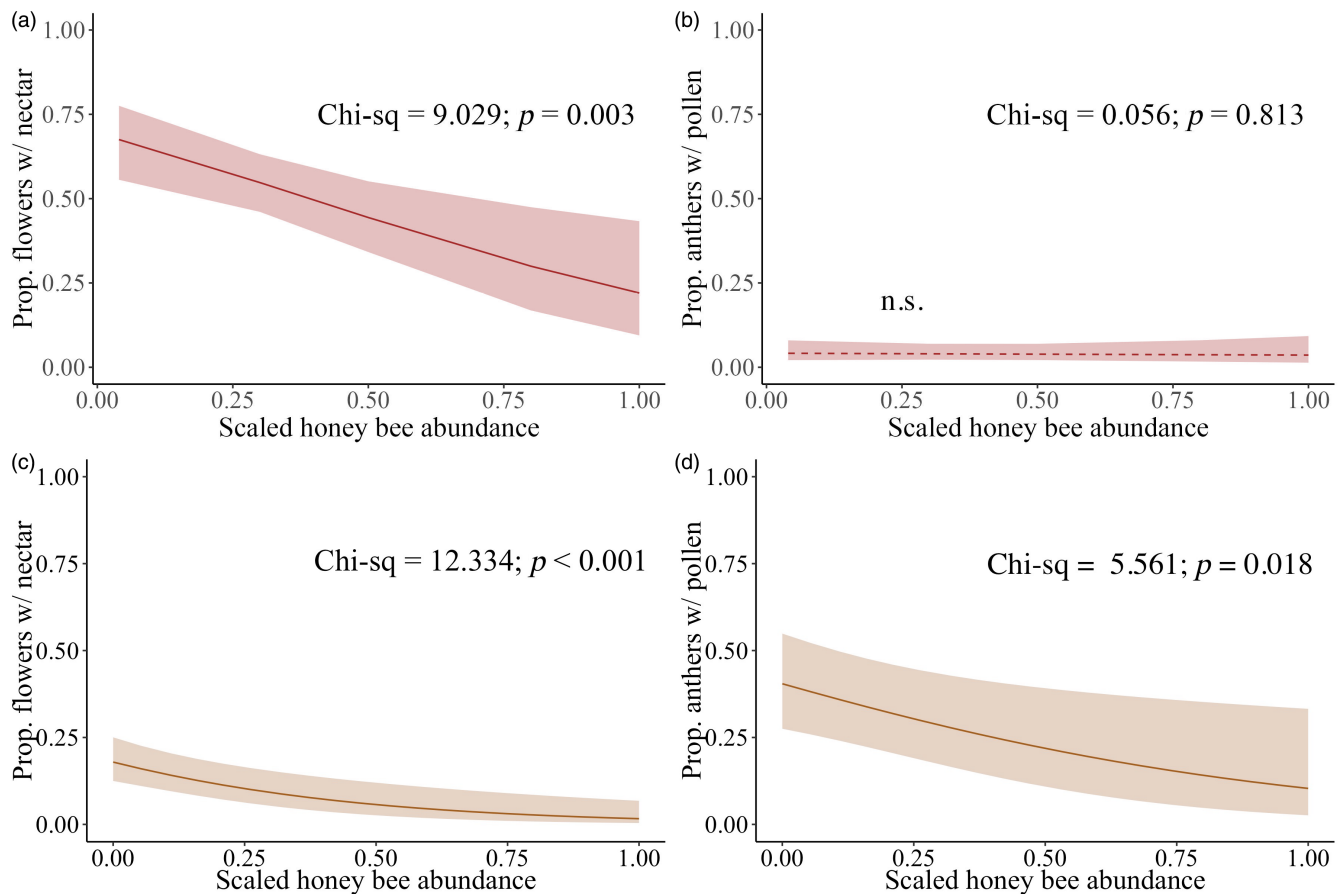 (a)
1.00
0.75
0.50
0.25
0.00
Prop. flowers w/ nectar
Chi-sq = 9.029; p = 0.003
0.00 0.25 0.50 0.75 1.00
Scaled honey bee abundance
(b)
1.00
0.75
0.50
0.25
0.00
Prop. anthers w/ pollen
Chi-sq = 0.056; p = 0.813
n.s.
0.00 0.25 0.50 0.75 1.00
Scaled honey bee abundance
(c)
1.00
0.75
0.50
0.25
0.00
Prop. flowers w/ nectar
Chi-sq = 12.334; p < 0.001
0.00 0.25 0.50 0.75 1.00
Scaled honey bee abundance
(d)
1.00
0.75
0.50
0.25
0.00
Prop. anthers w/ pollen
Chi-sq = 5.561; p = 0.018
0.00 0.25 0.50 0.75 1.00
Scaled honey bee abundance